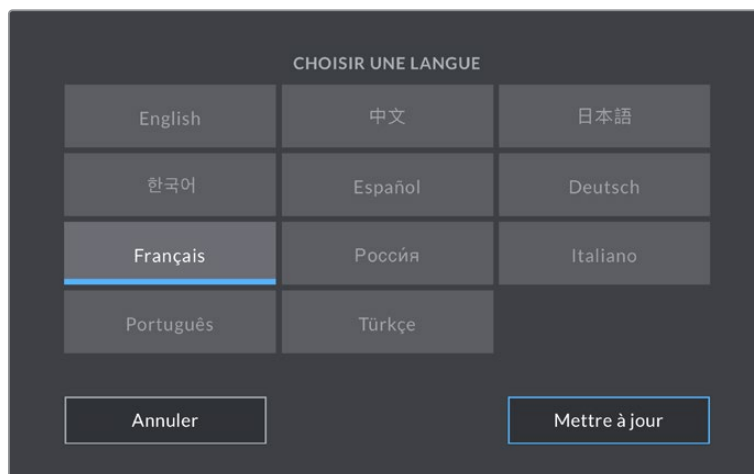 CHOISIR UNE LANGUE
English 中文 日本語
한국어 Español Deutsch
Français Росси́я Italiano
Português Türkçe
Annuler Mettre à jour